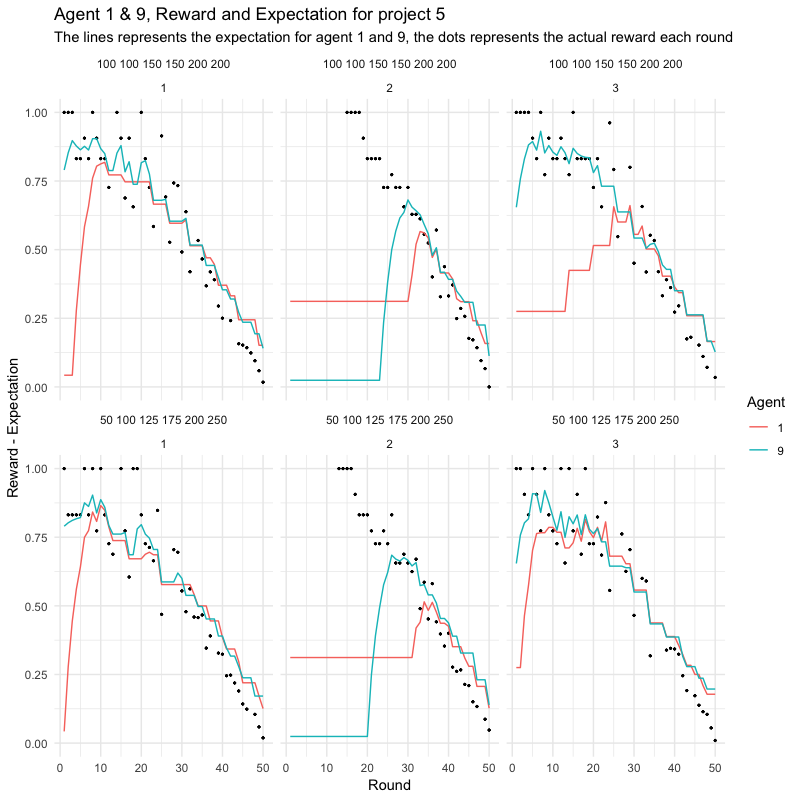 Agent 1 & 9, Reward and Expectation for project 5
The lines represents the expectation for agent 1 and 9, the dots represents the actual reward each round
100 100 150 150 200 200
100 100 150 150 200 200
100 100 150 150 200 200
1
2
3
1.00
0.75
0.50
0.25
0.00
50 100 125 175 200 250
50 100 125 175 200 250
50 100 125 175 200 250
1
2
3
1.00
0.75
0.50
0.25
0.00
0 10 20 30 40 50
0 10 20 30 40 50
0 10 20 30 40 50
Round
Reward - Expectation
Agent
1
9